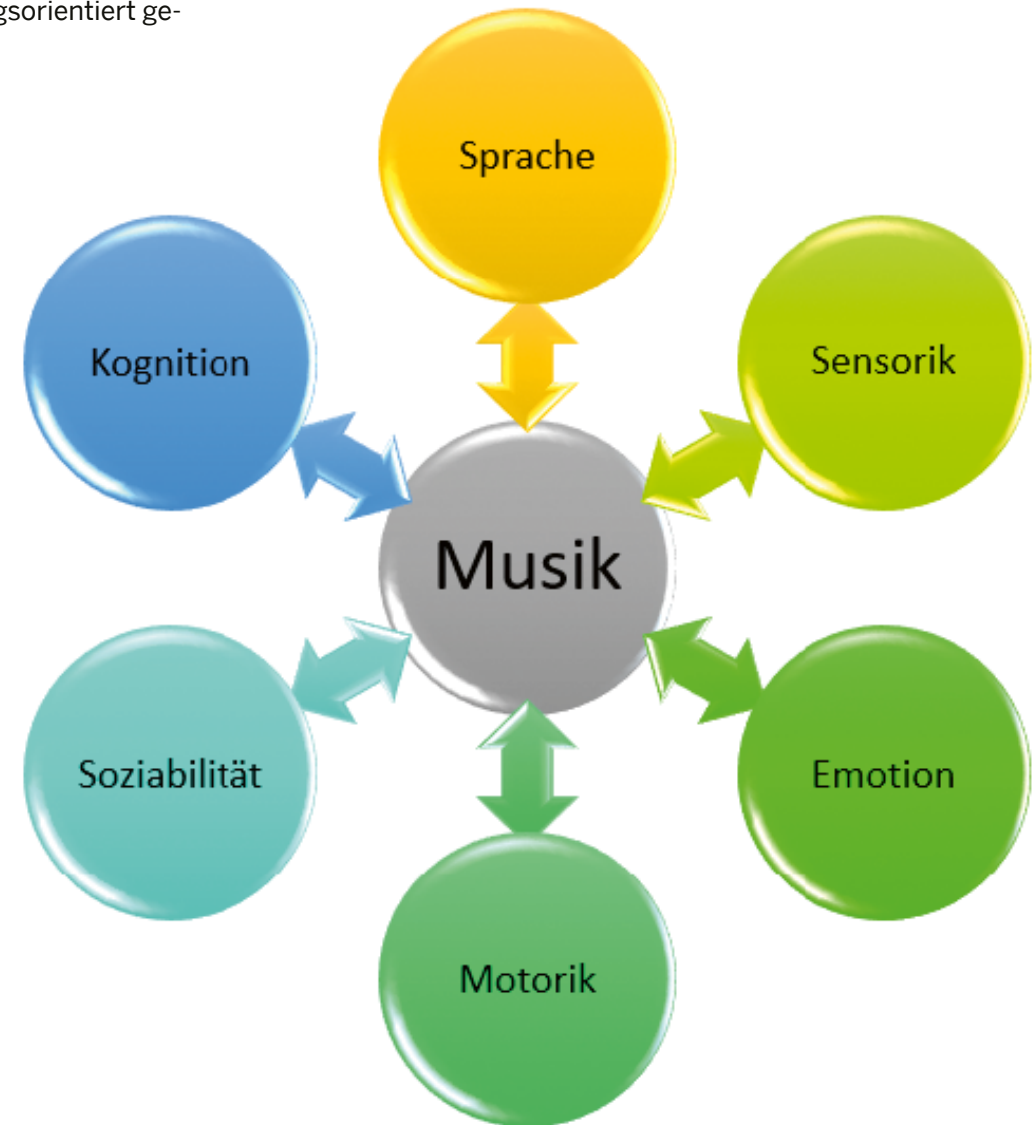 gsorientiert ge-
Sprache
Kognition
Sensorik
Musik
Soziabilität
Emotion
Motorik